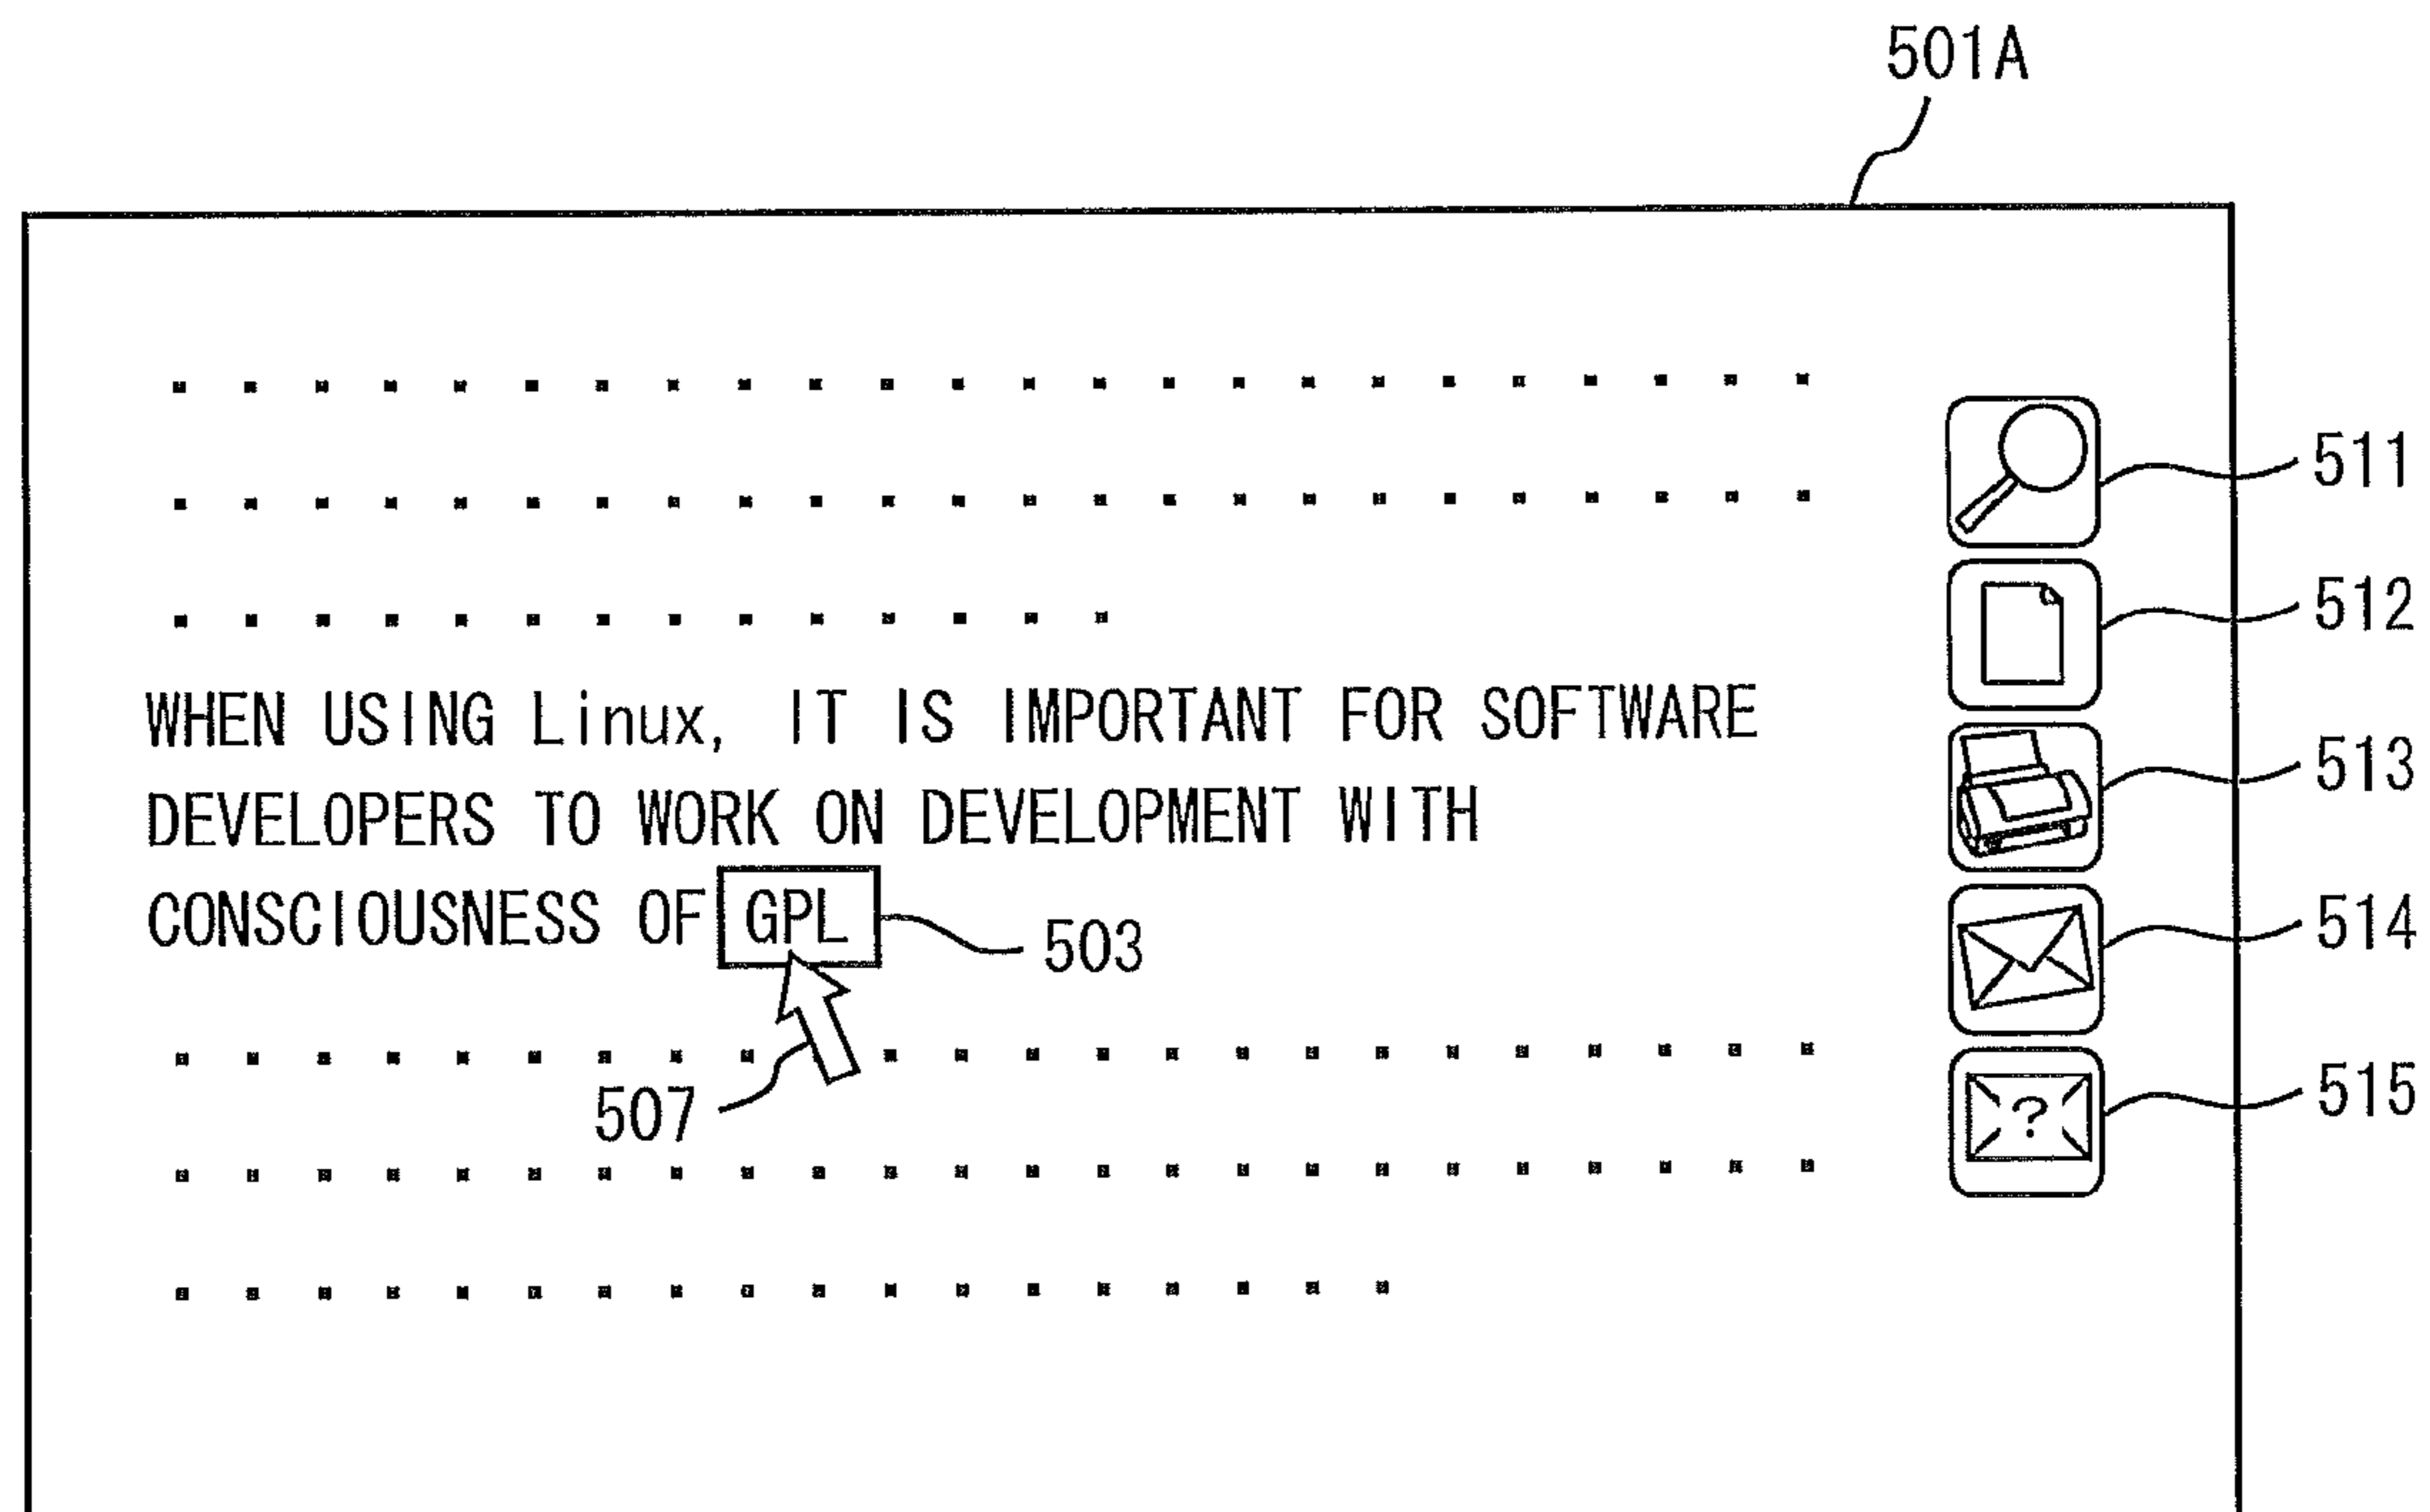 501A
511
512
WHEN USING Linux, IT IS IMPORTANT FOR SOFTWARE
513
DEVELOPERS TO WORK ON DEVELOPMENT WITH
CONSCIOUSNESS OF GPL
503
514
507
515
?